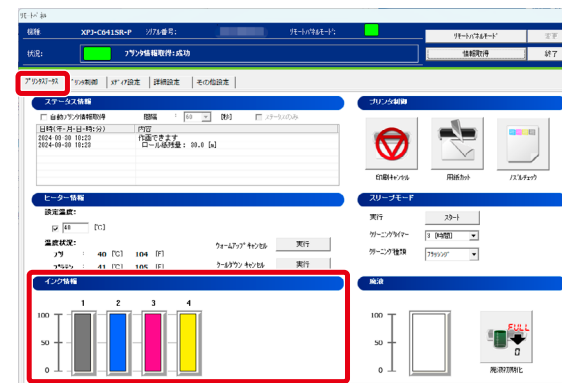 ﾘﾓｰﾄﾊﾟﾈﾙ
機種 XPJ-C641SR-P ｼﾘｱﾙ番号: ﾘﾓｰﾄﾊﾟﾈﾙﾓｰﾄﾞ: ﾘﾓｰﾄﾊﾟﾈﾙﾓｰﾄﾞ 変更
状況: ﾌﾟﾘﾝﾀ情報取得:成功 情報取得 終了
ﾌﾟﾘﾝﾀｽﾃｰﾀｽ ﾌﾟﾘﾝﾀ制御 ﾒﾃﾞｨｱ設定 詳細設定 その他設定
ステータス情報
自動ﾌﾟﾘﾝﾀ情報取得 間隔 : 60 [秒] ｽﾃｰﾀｽのみ
日時(年-月-日-時:分) 内容
2024-09-30 10:23 作画できます
2024-09-30 10:23 ロール紙残量: 30.0 [m]
プリンタ制御
印刷ｷｬﾝｾﾙ 用紙ｶｯﾄ ﾉｽﾞﾙﾁｪｯｸ
ヒーター情報
設定温度:
40 [℃]
温度状況:
ﾌﾟﾘ : 40 [℃] 104 [F]
ﾌﾟﾗﾃﾝ : 41 [℃] 105 [F]
ｳｫｰﾑｱｯﾌﾟ ｷｬﾝｾﾙ 実行
ｸｰﾙﾀﾞｳﾝ ｷｬﾝｾﾙ 実行
スリープモード
実行 ｽﾀｰﾄ
ｸﾘｰﾆﾝｸﾞﾀｲﾏｰ 3 [時間]
ｸﾘｰﾆﾝｸﾞ種類 ﾌﾗｯｼﾝｸﾞ
インク情報
1 2 3 4
100
50
0
廃液
100
50
0
FULL
0
廃液初期化